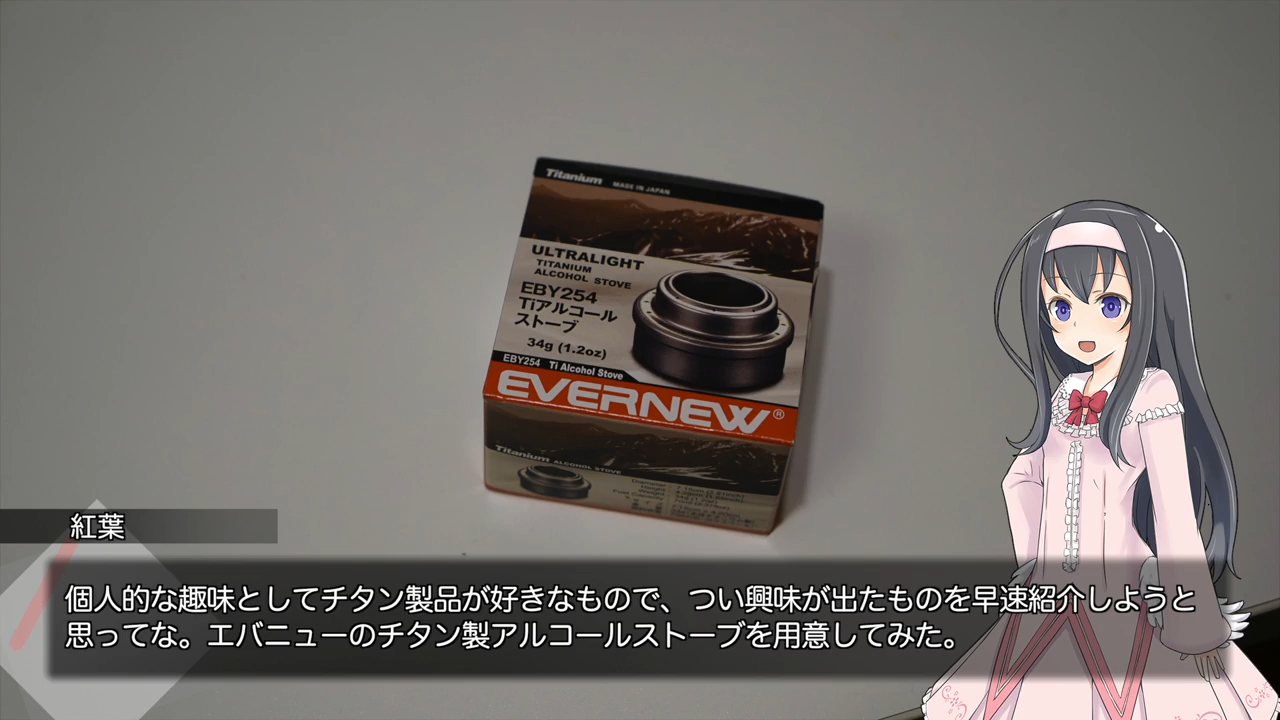 Titanium MADE IN JAPAN
ULTRALIGHT
TITANIUM
ALCOHOL STOVE
EBY254
Tiアルコール
ストーブ
34g (1.2oz)
EBY254 Ti Alcohol Stove
EVERNEW®
Titanium ALCOHOL STOVE
紅葉
個人的な趣味としてチタン製品が好きなもので、つい興味が出たものを早速紹介しようと
思ってな。エバニューのチタン製アルコールストーブを用意してみた。